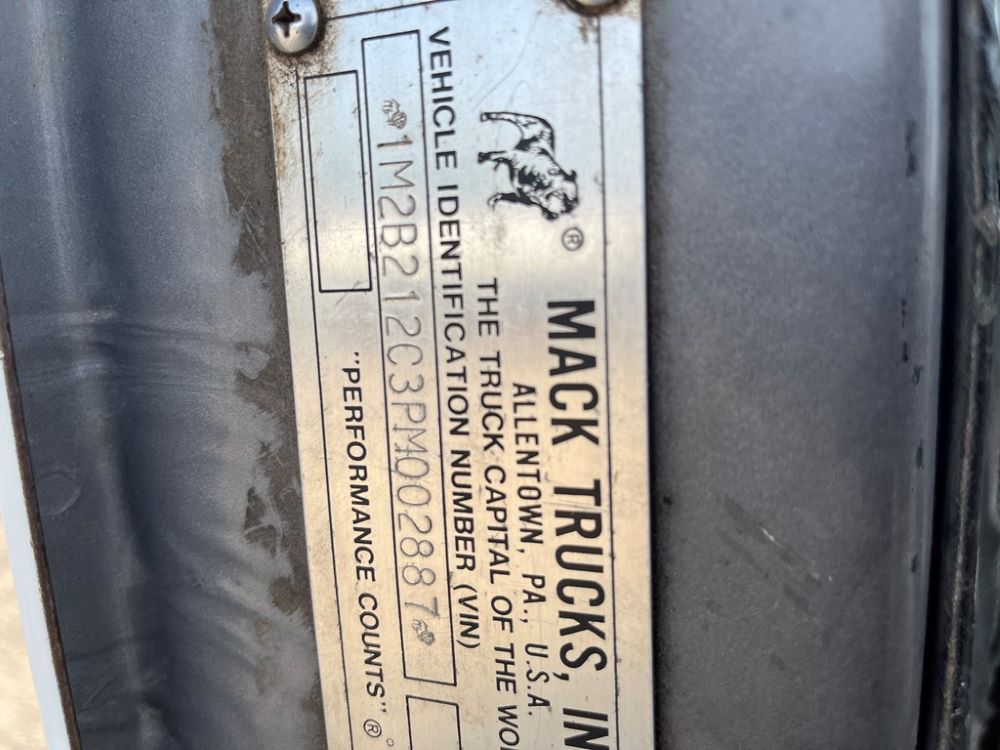 ®
MACK TRUCKS, IN
ALLENTOWN, PA., U.S.A.
THE TRUCK CAPITAL OF THE WO
VEHICLE IDENTIFICATION NUMBER (VIN)
1M2B212C3PM002887
"PERFORMANCE COUNTS" ®